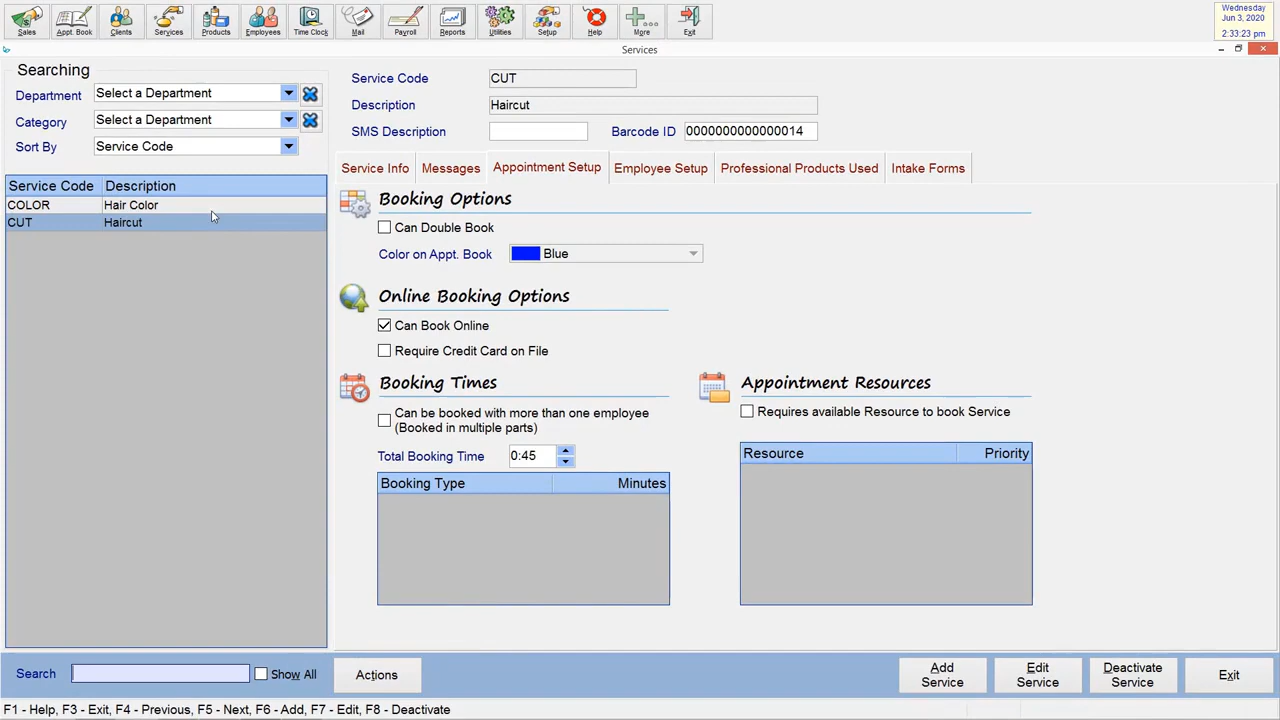 Sales Appt. Book Clients Services Products Employees Time Clock Mail Payroll Reports Utilities Setup Help More Exit
Wednesday
Jun 3, 2020
2:33:23 pm
Services
Searching
Department Select a Department
Category Select a Department
Sort By Service Code
Service Code Description
COLOR Hair Color
CUT Haircut
Service Code CUT
Description Haircut
SMS Description Barcode ID 0000000000000014
Service Info Messages Appointment Setup Employee Setup Professional Products Used Intake Forms
Booking Options
Can Double Book
Color on Appt. Book Blue
Online Booking Options
Can Book Online
Require Credit Card on File
Booking Times
Can be booked with more than one employee
(Booked in multiple parts)
Total Booking Time 0:45
Booking Type Minutes
Appointment Resources
Requires available Resource to book Service
Resource Priority
Search Show All Actions
Add
Service
Edit
Service
Deactivate
Service
Exit
F1 - Help, F3 - Exit, F4 - Previous, F5 - Next, F6 - Add, F7 - Edit, F8 - Deactivate